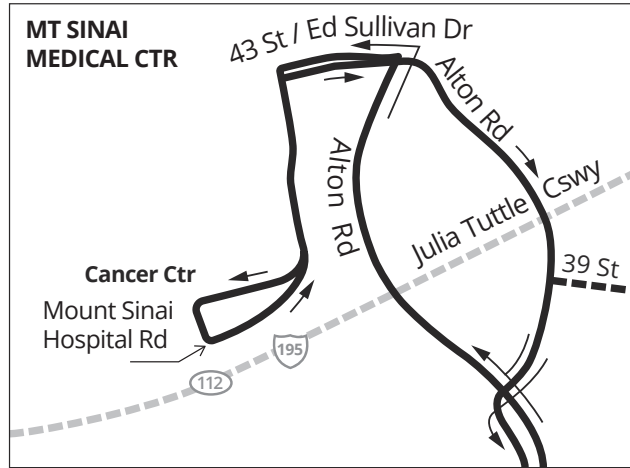 MT SINAI
MEDICAL CTR
43 St / Ed Sullivan Dr
Alton Rd
Alton Rd
Julia Tuttle Cswy
39 St
Cancer Ctr
Mount Sinai
Hospital Rd
195
112